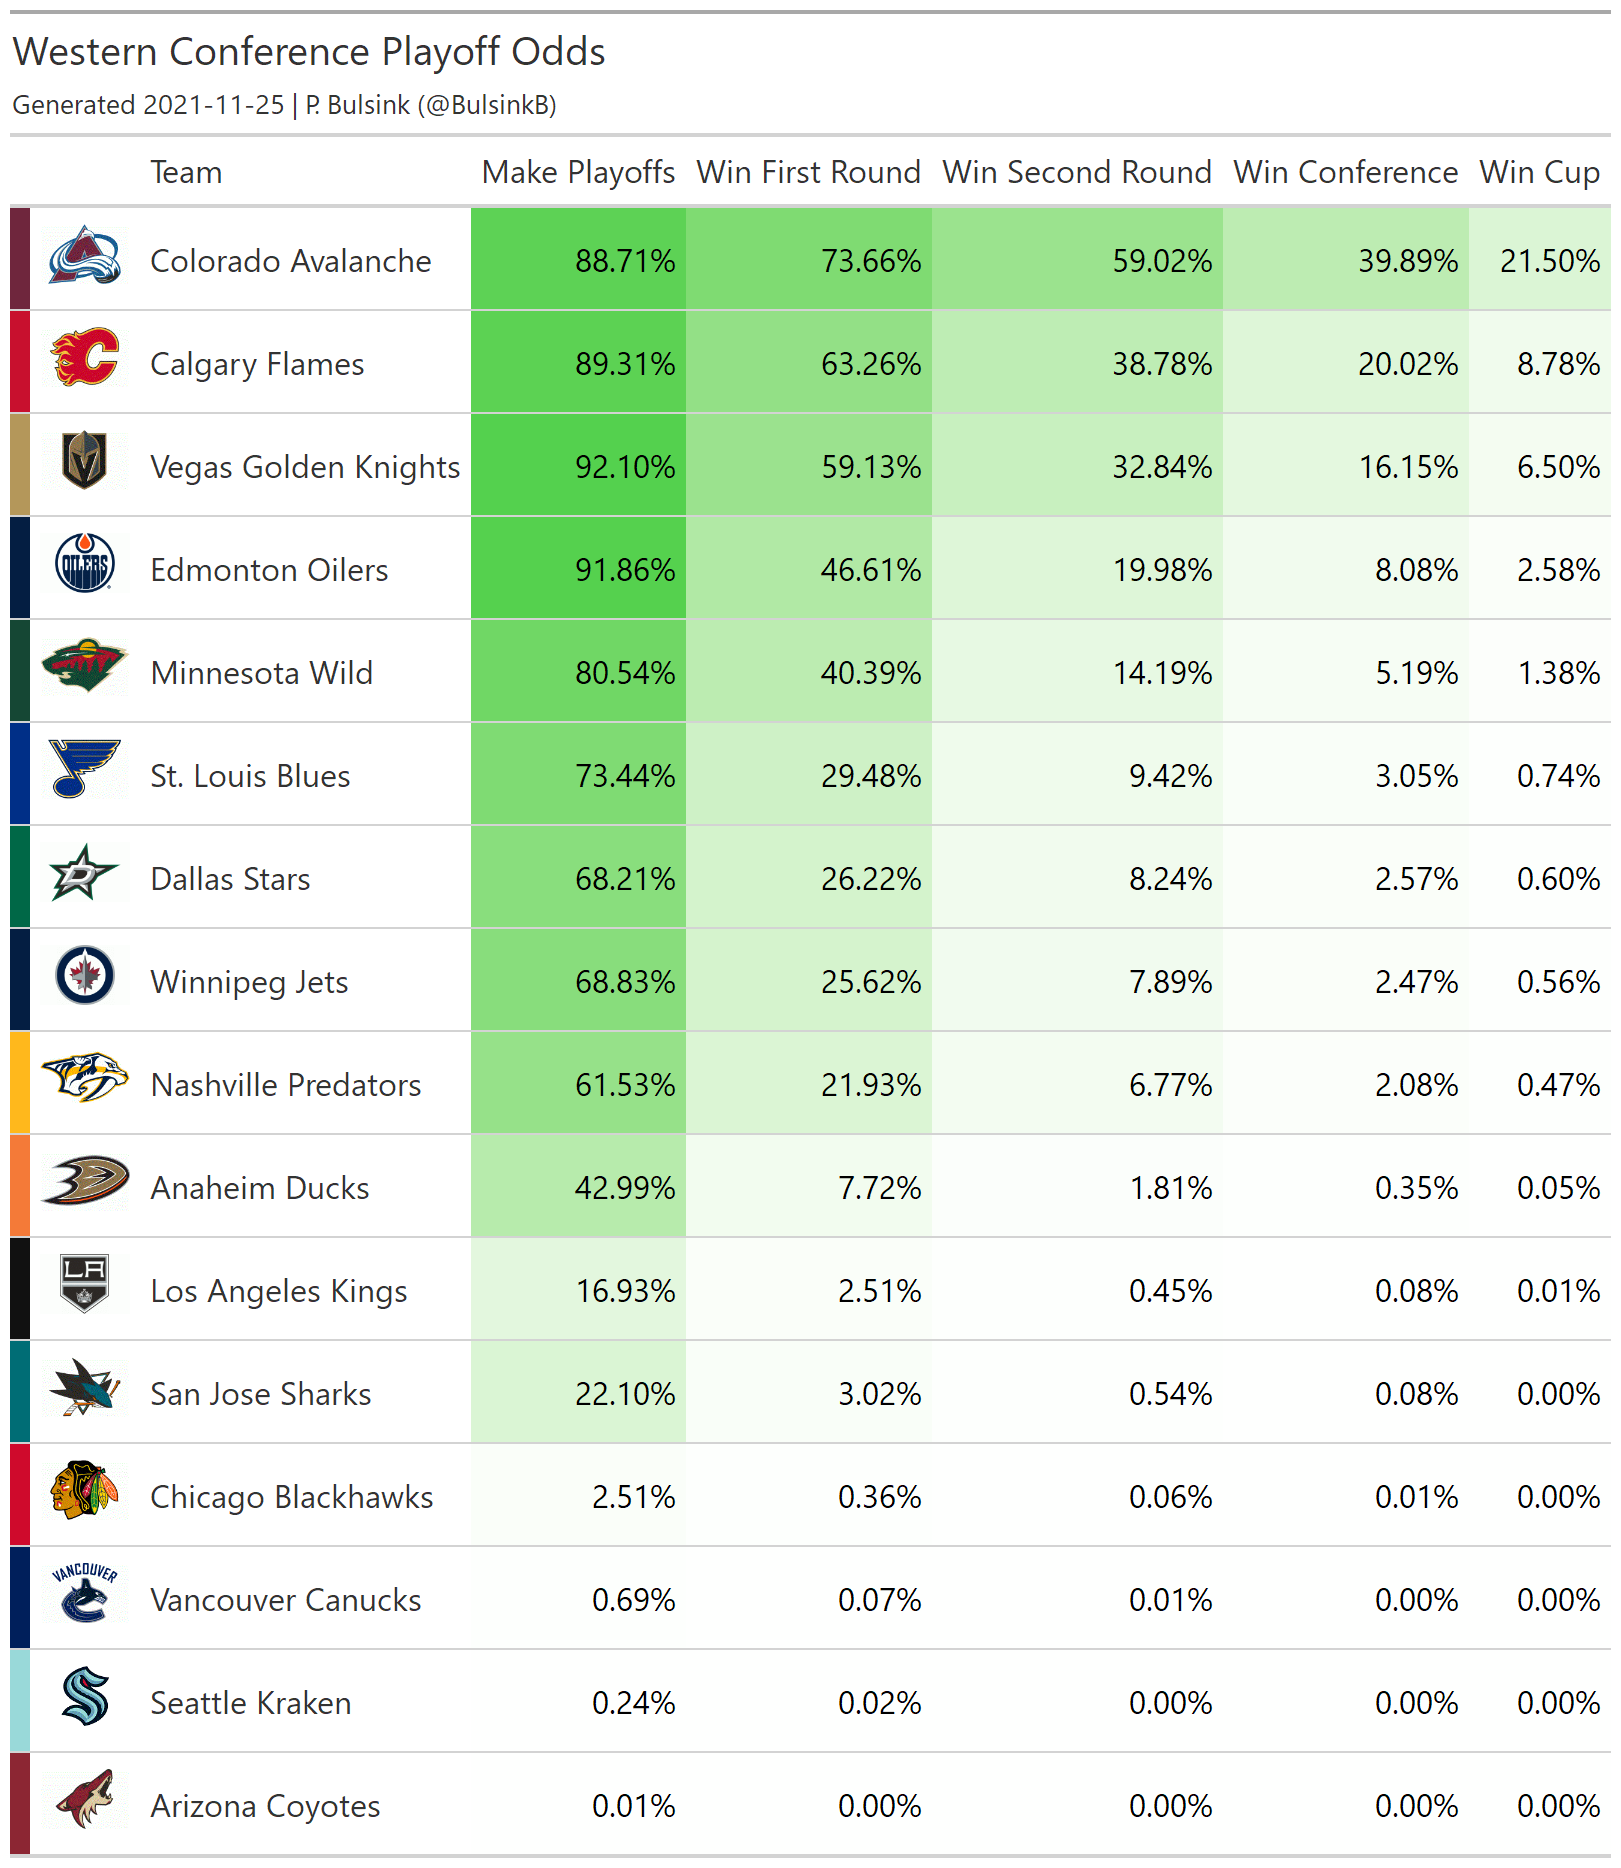 Western Conference Playoff Odds
Generated 2021-11-25 | P. Bulsink (@BulsinkB)
Team Make Playoffs Win First Round Win Second Round Win Conference Win Cup
Colorado Avalanche 88.71% 73.66% 59.02% 39.89% 21.50%
Calgary Flames 89.31% 63.26% 38.78% 20.02% 8.78%
Vegas Golden Knights 92.10% 59.13% 32.84% 16.15% 6.50%
OILERS Edmonton Oilers 91.86% 46.61% 19.98% 8.08% 2.58%
Minnesota Wild 80.54% 40.39% 14.19% 5.19% 1.38%
St. Louis Blues 73.44% 29.48% 9.42% 3.05% 0.74%
D Dallas Stars 68.21% 26.22% 8.24% 2.57% 0.60%
Winnipeg Jets 68.83% 25.62% 7.89% 2.47% 0.56%
Nashville Predators 61.53% 21.93% 6.77% 2.08% 0.47%
Anaheim Ducks 42.99% 7.72% 1.81% 0.35% 0.05%
LA Los Angeles Kings 16.93% 2.51% 0.45% 0.08% 0.01%
San Jose Sharks 22.10% 3.02% 0.54% 0.08% 0.00%
Chicago Blackhawks 2.51% 0.36% 0.06% 0.01% 0.00%
VANCOUVER Vancouver Canucks 0.69% 0.07% 0.01% 0.00% 0.00%
Seattle Kraken 0.24% 0.02% 0.00% 0.00% 0.00%
Arizona Coyotes 0.01% 0.00% 0.00% 0.00% 0.00%